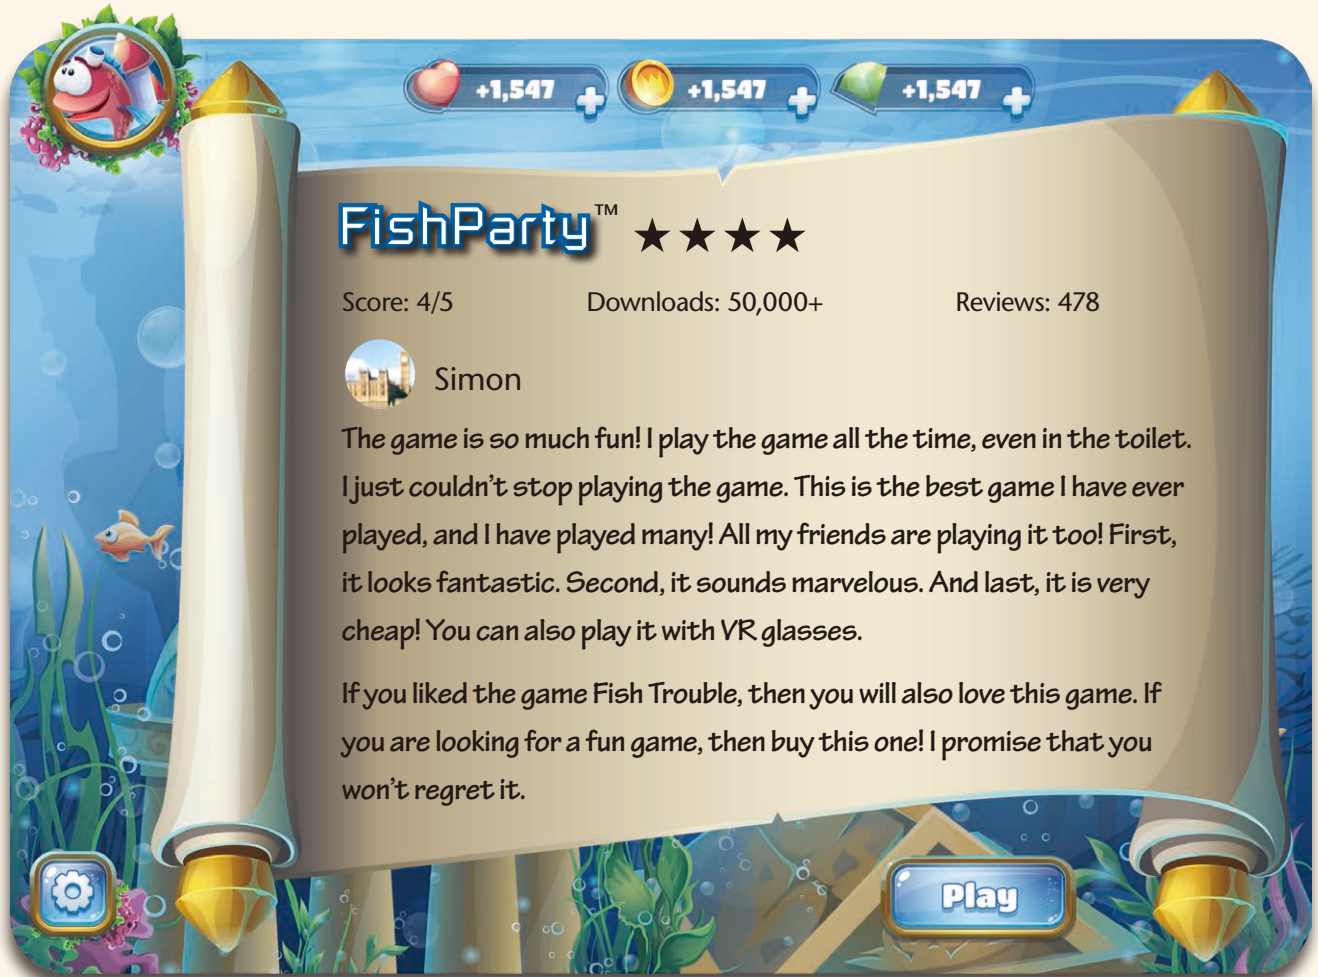 +1,547 +1,547 +1,547
FishParty™ ★★★★
Score: 4/5 Downloads: 50,000+ Reviews: 478
Simon
The game is so much fun! I play the game all the time, even in the toilet.
I just couldn't stop playing the game. This is the best game I have ever
played, and I have played many! All my friends are playing it too! First,
it looks fantastic. Second, it sounds marvelous. And last, it is very
cheap! You can also play it with VR glasses.
If you liked the game Fish Trouble, then you will also love this game. If
you are looking for a fun game, then buy this one! I promise that you
won't regret it.
Play